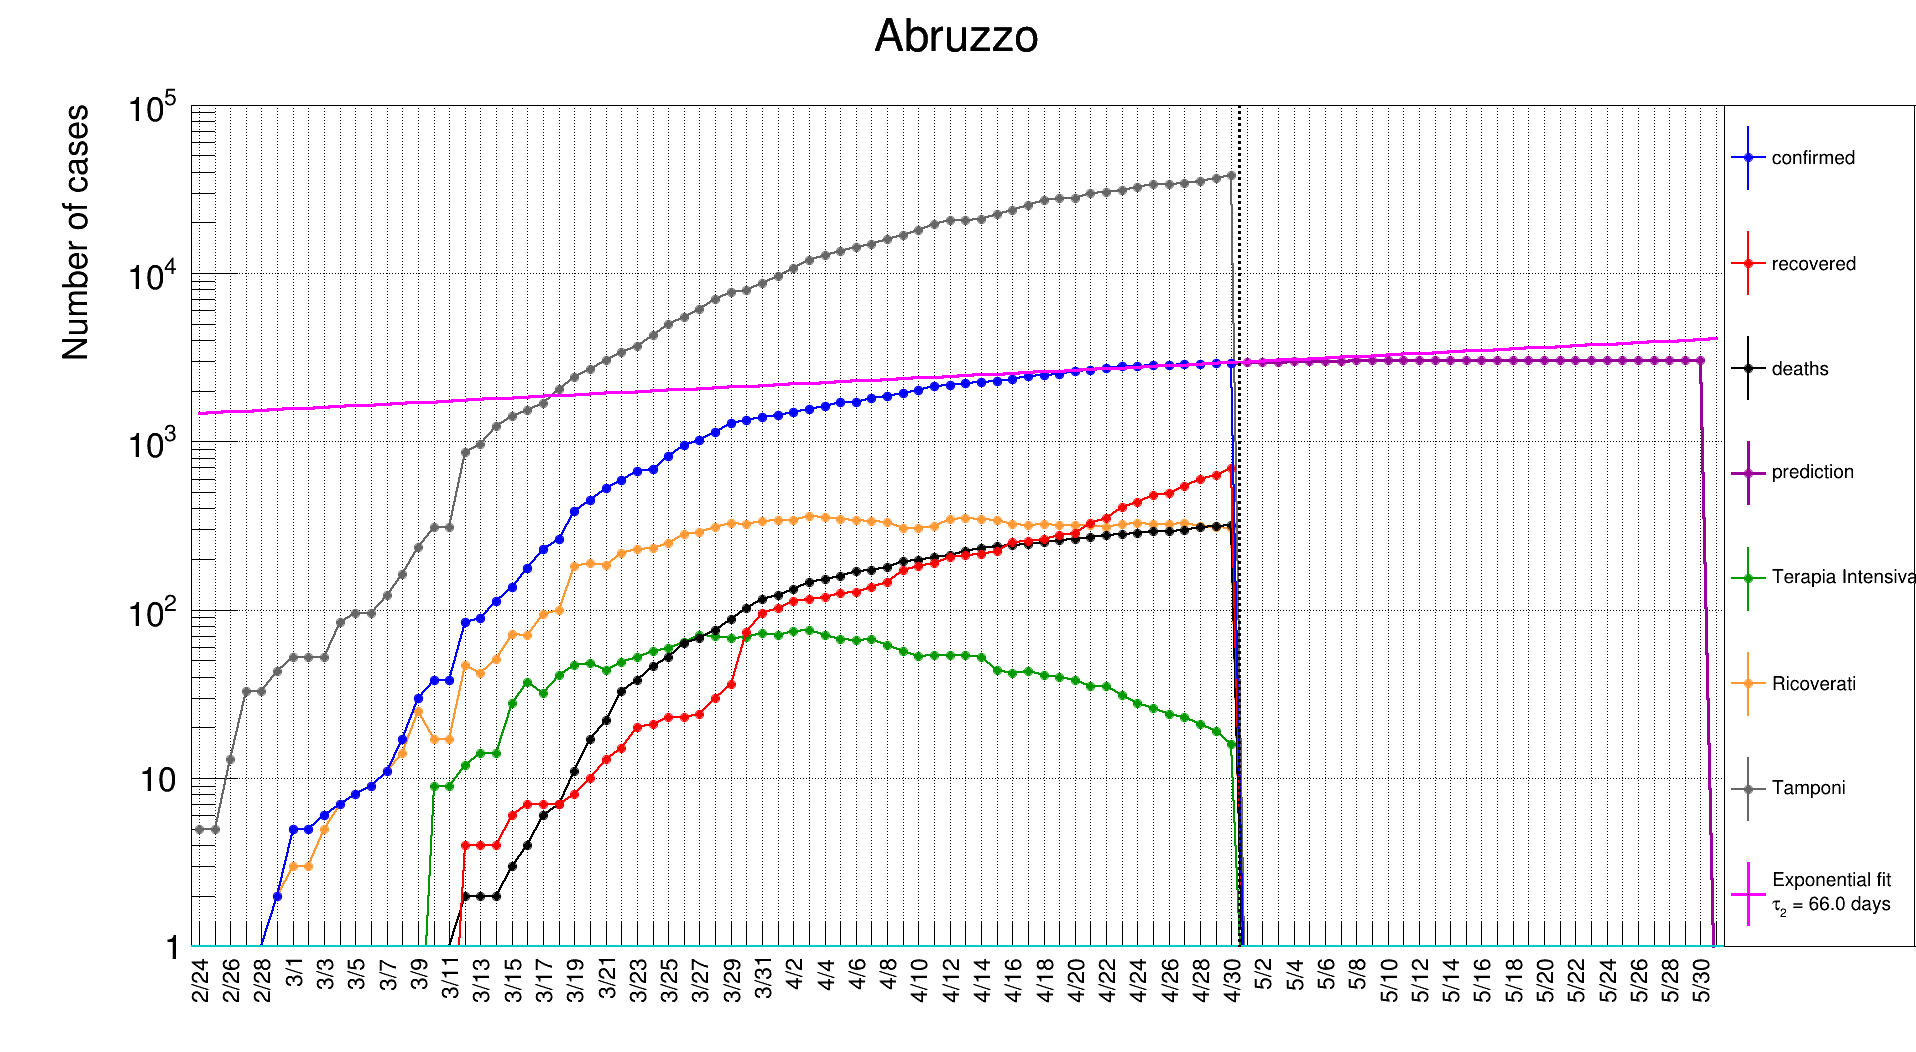 Abruzzo
Number of cases
10^5
10^4
10^3
10^2
10
1
2/24 2/26 2/28 3/1 3/3 3/5 3/7 3/9 3/11 3/13 3/15 3/17 3/19 3/21 3/23 3/25 3/27 3/29 3/31 4/2 4/4 4/6 4/8 4/10 4/12 4/14 4/16 4/18 4/20 4/22 4/24 4/26 4/28 4/30 5/2 5/4 5/6 5/8 5/10 5/12 5/14 5/16 5/18 5/20 5/22 5/24 5/26 5/28 5/30
confirmed
recovered
deaths
prediction
Terapia Intensiva
Ricoverati
Tamponi
Exponential fit
τ₂ = 66.0 days